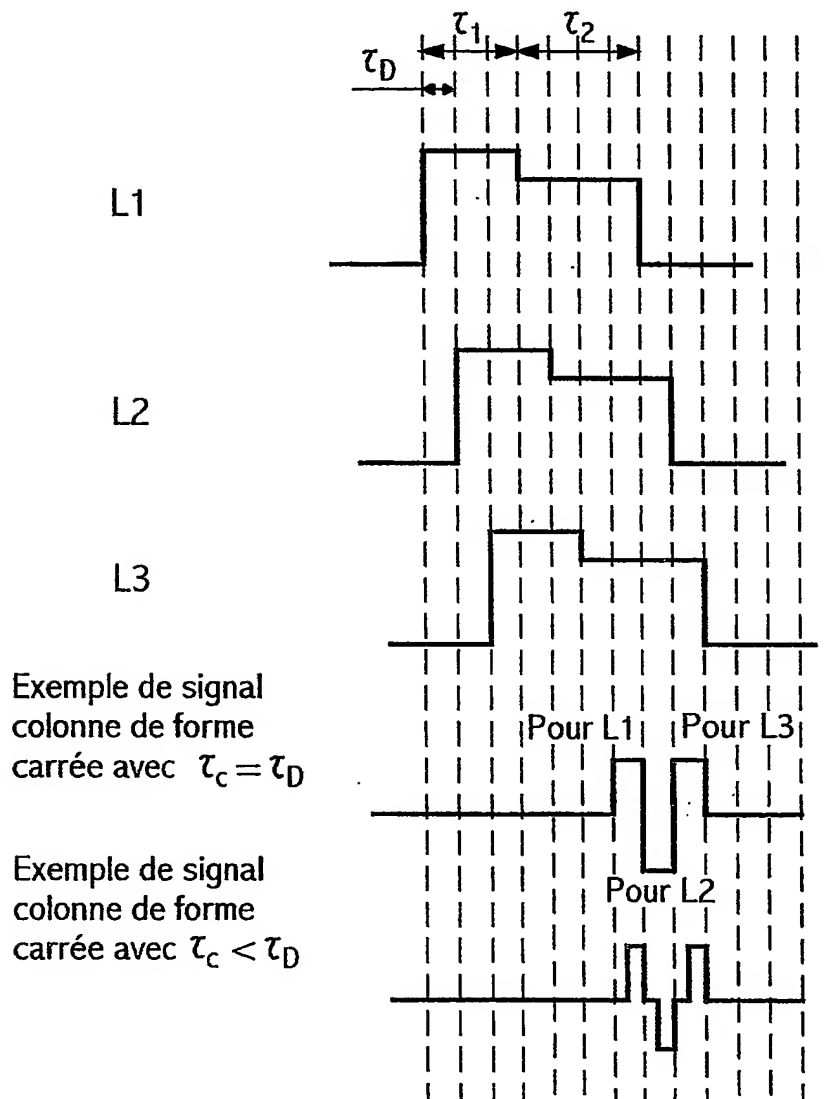 τ1 τ2
τD
L1
L2
L3
Exemple de signal
colonne de forme
carrée avec τc = τD
Pour L1 Pour L3
Exemple de signal
colonne de forme
carrée avec τc < τD
Pour L2